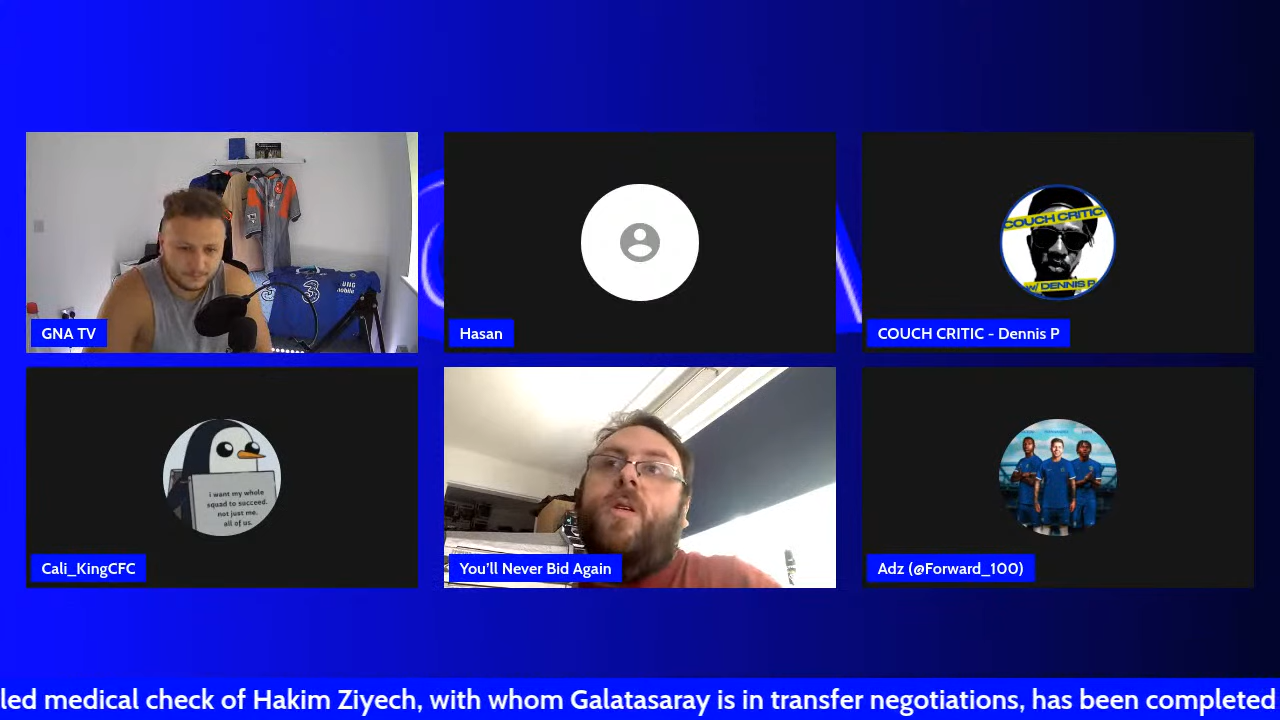 GNA TV
Hasan
COUCH CRITIC
W/ DENNIS P.
COUCH CRITIC - Dennis P
i want my whole
squad to succeed.
not just me.
all of us.
Cali_KingCFC
You'll Never Bid Again
Adz (@Forward_100)
led medical check of Hakim Ziyech, with whom Galatasaray is in transfer negotiations, has been completed